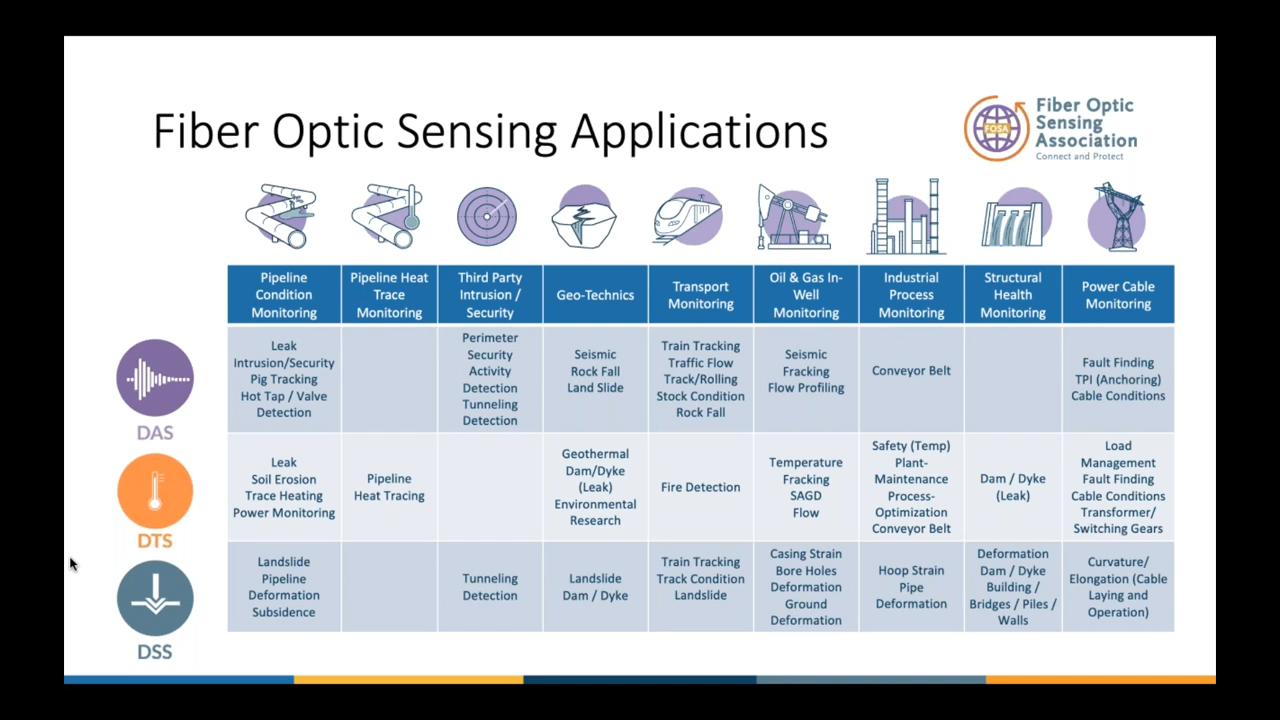 Fiber Optic Sensing Applications
FOSA
Fiber Optic
Sensing
Association
Connect and Protect
Pipeline
Condition
Monitoring
Pipeline Heat
Trace
Monitoring
Third Party
Intrusion /
Security
Geo-Technics
Transport
Monitoring
Oil & Gas In-
Well
Monitoring
Industrial
Process
Monitoring
Structural
Health
Monitoring
Power Cable
Monitoring
DAS
Leak
Intrusion/Security
Pig Tracking
Hot Tap / Valve
Detection
Perimeter
Security
Activity
Detection
Tunneling
Detection
Seismic
Rock Fall
Land Slide
Train Tracking
Traffic Flow
Track/Rolling
Stock Condition
Rock Fall
Seismic
Fracking
Flow Profiling
Conveyor Belt
Fault Finding
TPI (Anchoring)
Cable Conditions
DTS
Leak
Soil Erosion
Trace Heating
Power Monitoring
Pipeline
Heat Tracing
Geothermal
Dam/Dyke
(Leak)
Environmental
Research
Fire Detection
Temperature
Fracking
SAGD
Flow
Safety (Temp)
Plant-
Maintenance
Process-
Optimization
Conveyor Belt
Dam / Dyke
(Leak)
Load
Management
Fault Finding
Cable Conditions
Transformer/
Switching Gears
DSS
Landslide
Pipeline
Deformation
Subsidence
Tunneling
Detection
Landslide
Dam / Dyke
Train Tracking
Track Condition
Landslide
Casing Strain
Bore Holes
Deformation
Ground
Deformation
Hoop Strain
Pipe
Deformation
Deformation
Dam / Dyke
Building /
Bridges / Piles /
Walls
Curvature/
Elongation (Cable
Laying and
Operation)